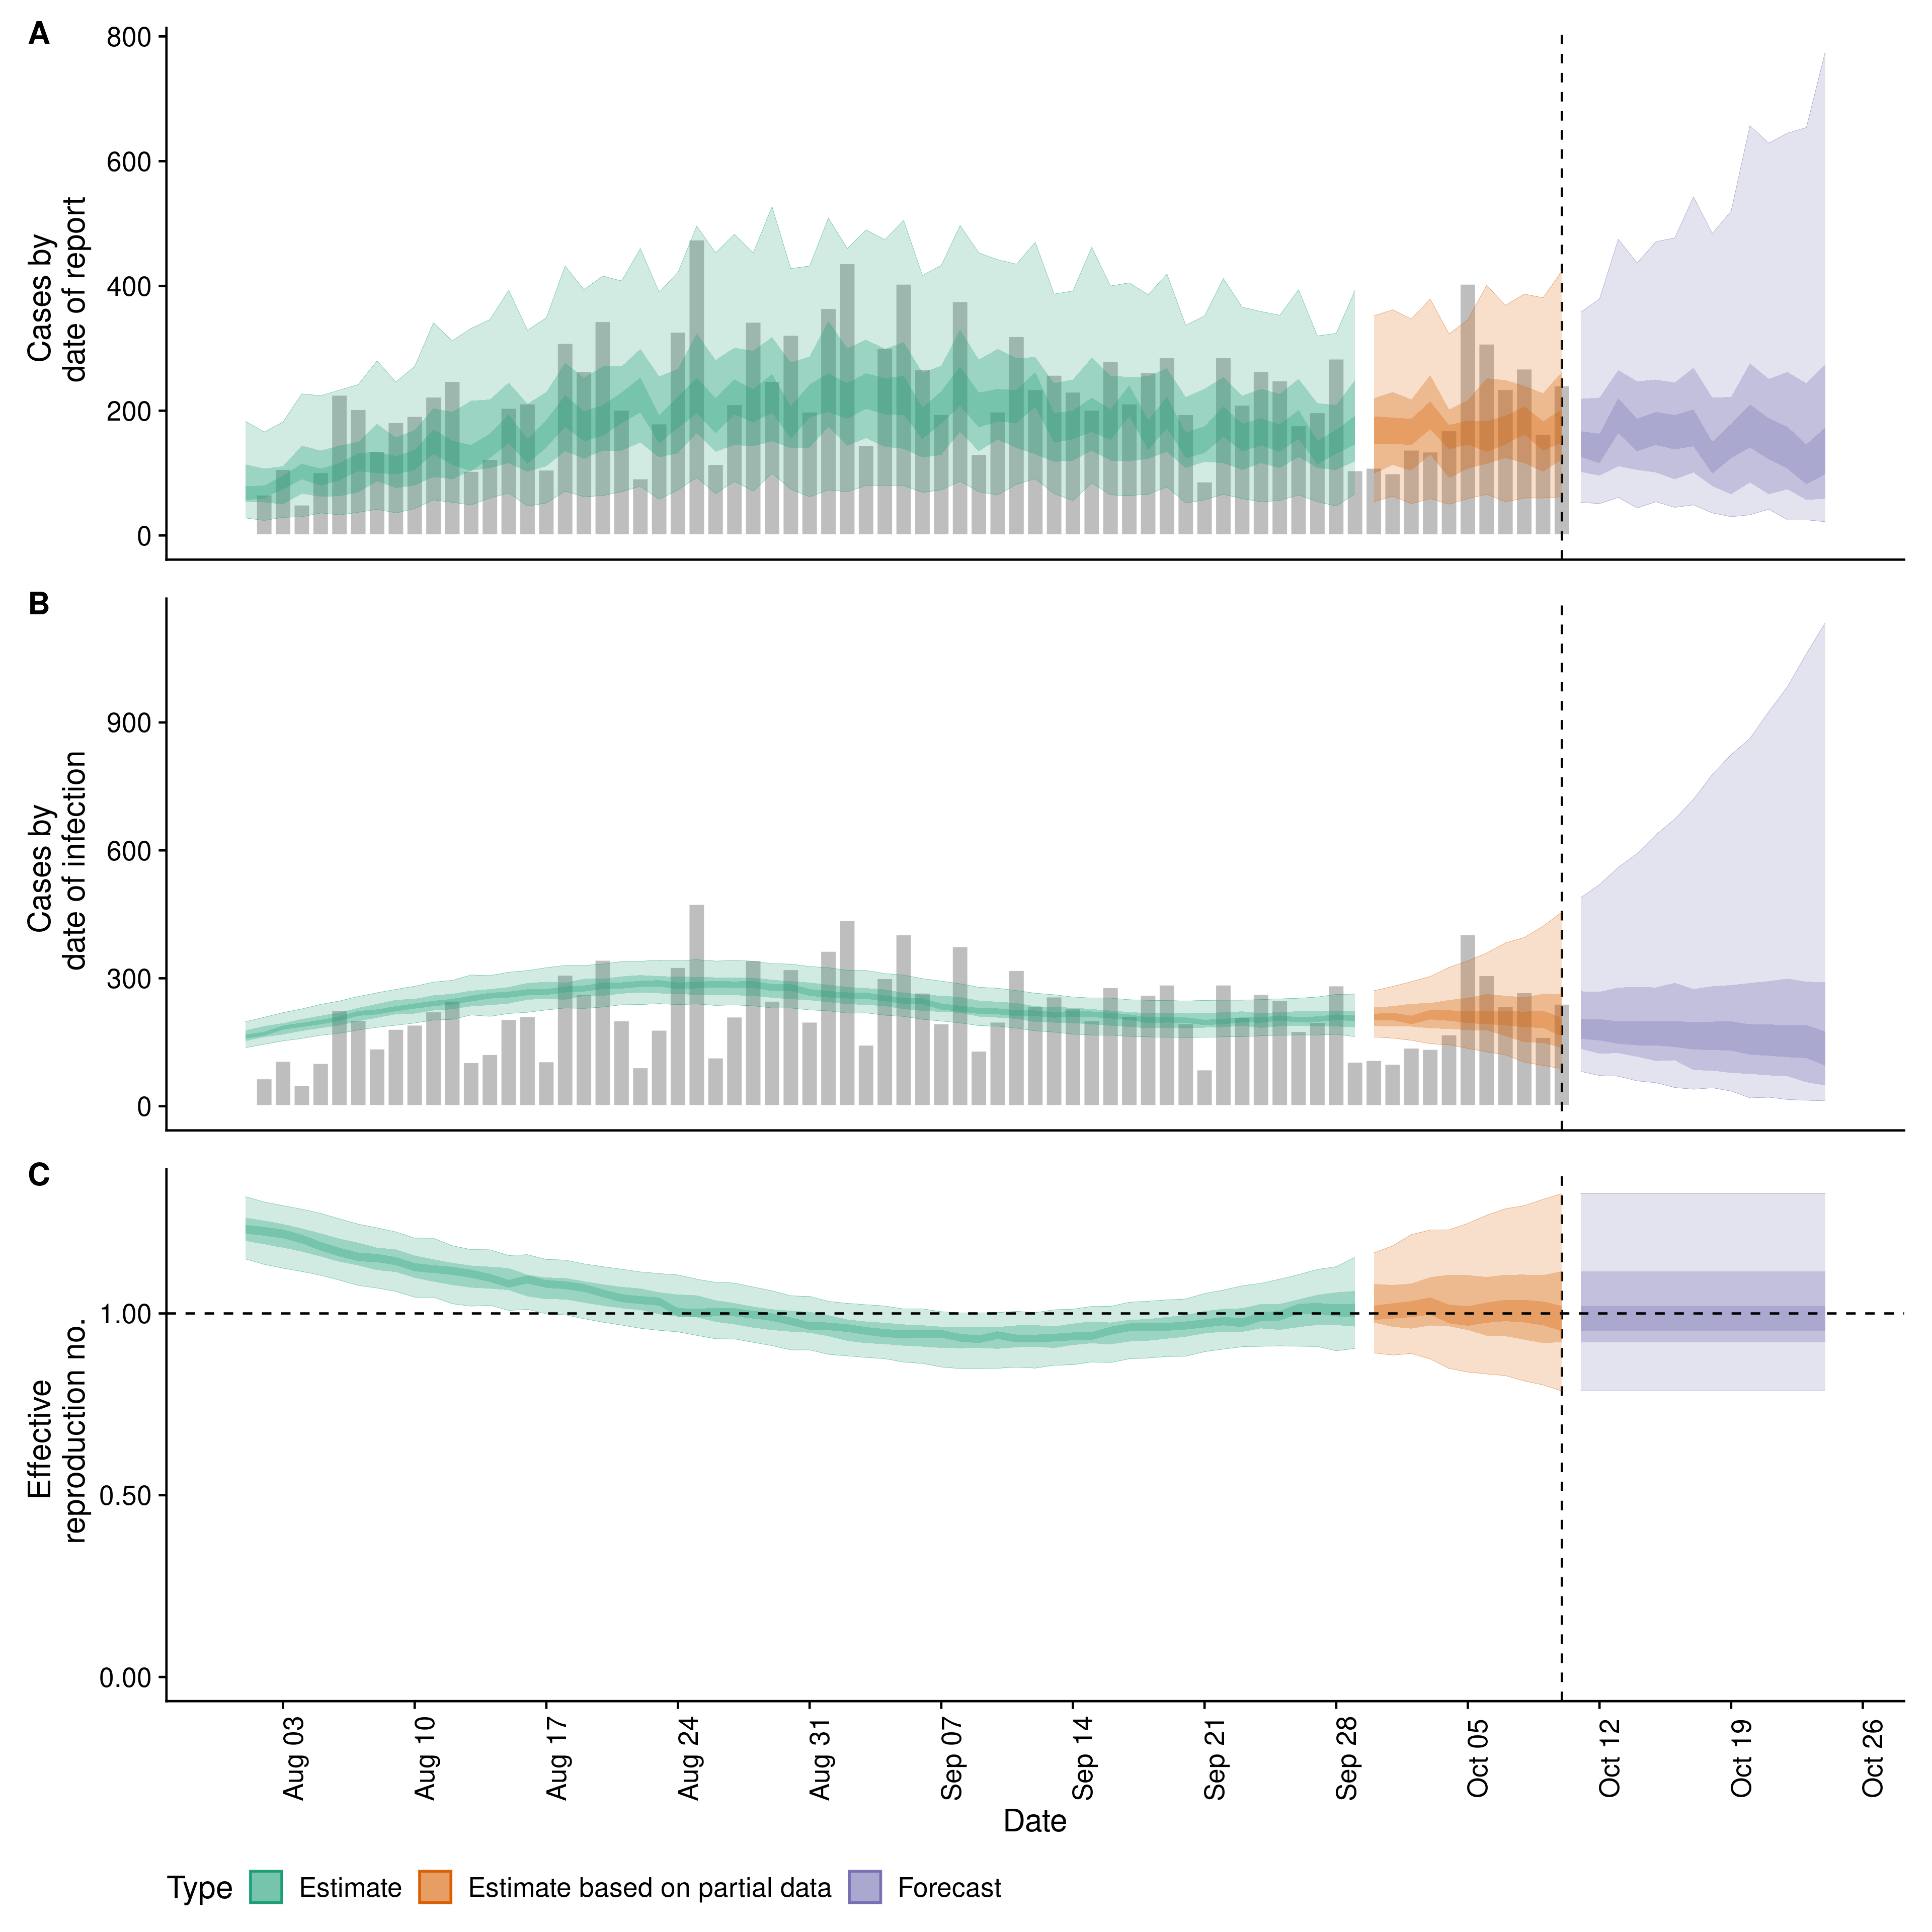 A
800
600
400
200
0
Cases by
date of report
B
900
600
300
0
Cases by
date of infection
C
1.00
0.50
0.00
Effective
reproduction no.
Aug 03
Aug 10
Aug 17
Aug 24
Aug 31
Sep 07
Sep 14
Sep 21
Sep 28
Oct 05
Oct 12
Oct 19
Oct 26
Date
Type Estimate Estimate based on partial data Forecast